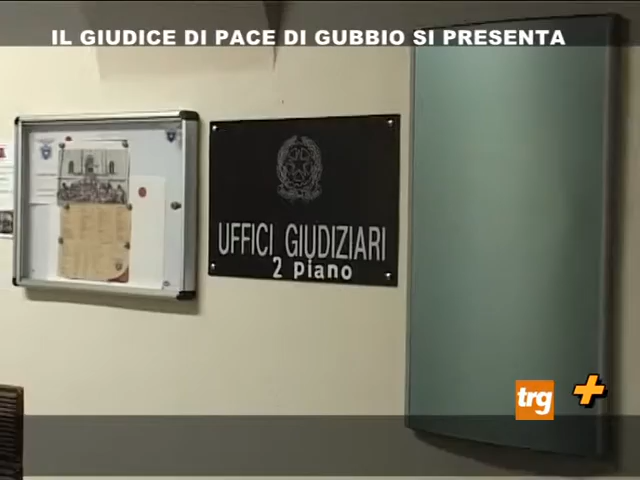 IL GIUDICE DI PACE DI GUBBIO SI PRESENTA
UFFICI GIUDIZIARI
2 piano
trg